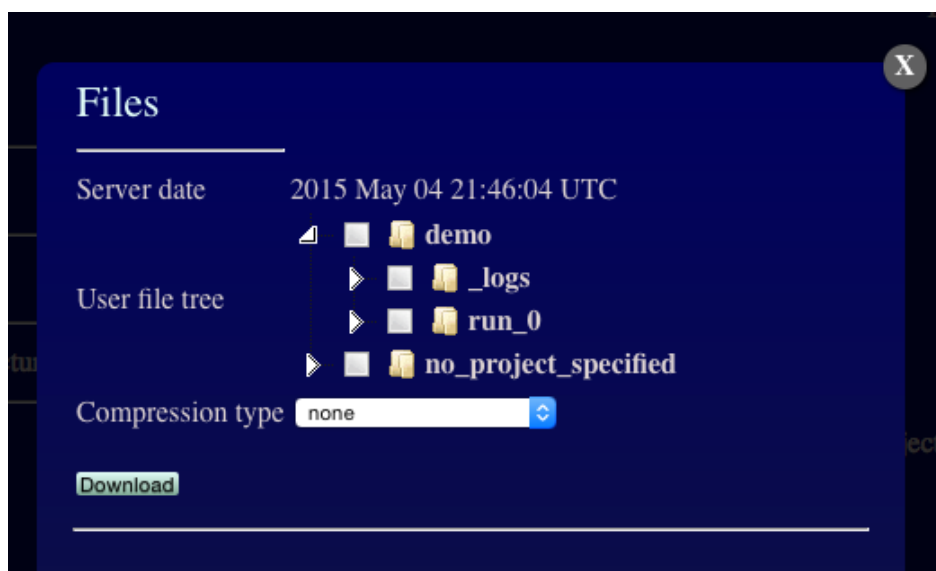 X
Files
Server date 2015 May 04 21:46:04 UTC
demo
_logs
User file tree
run_0
no_project_specified
Compression type none
Download